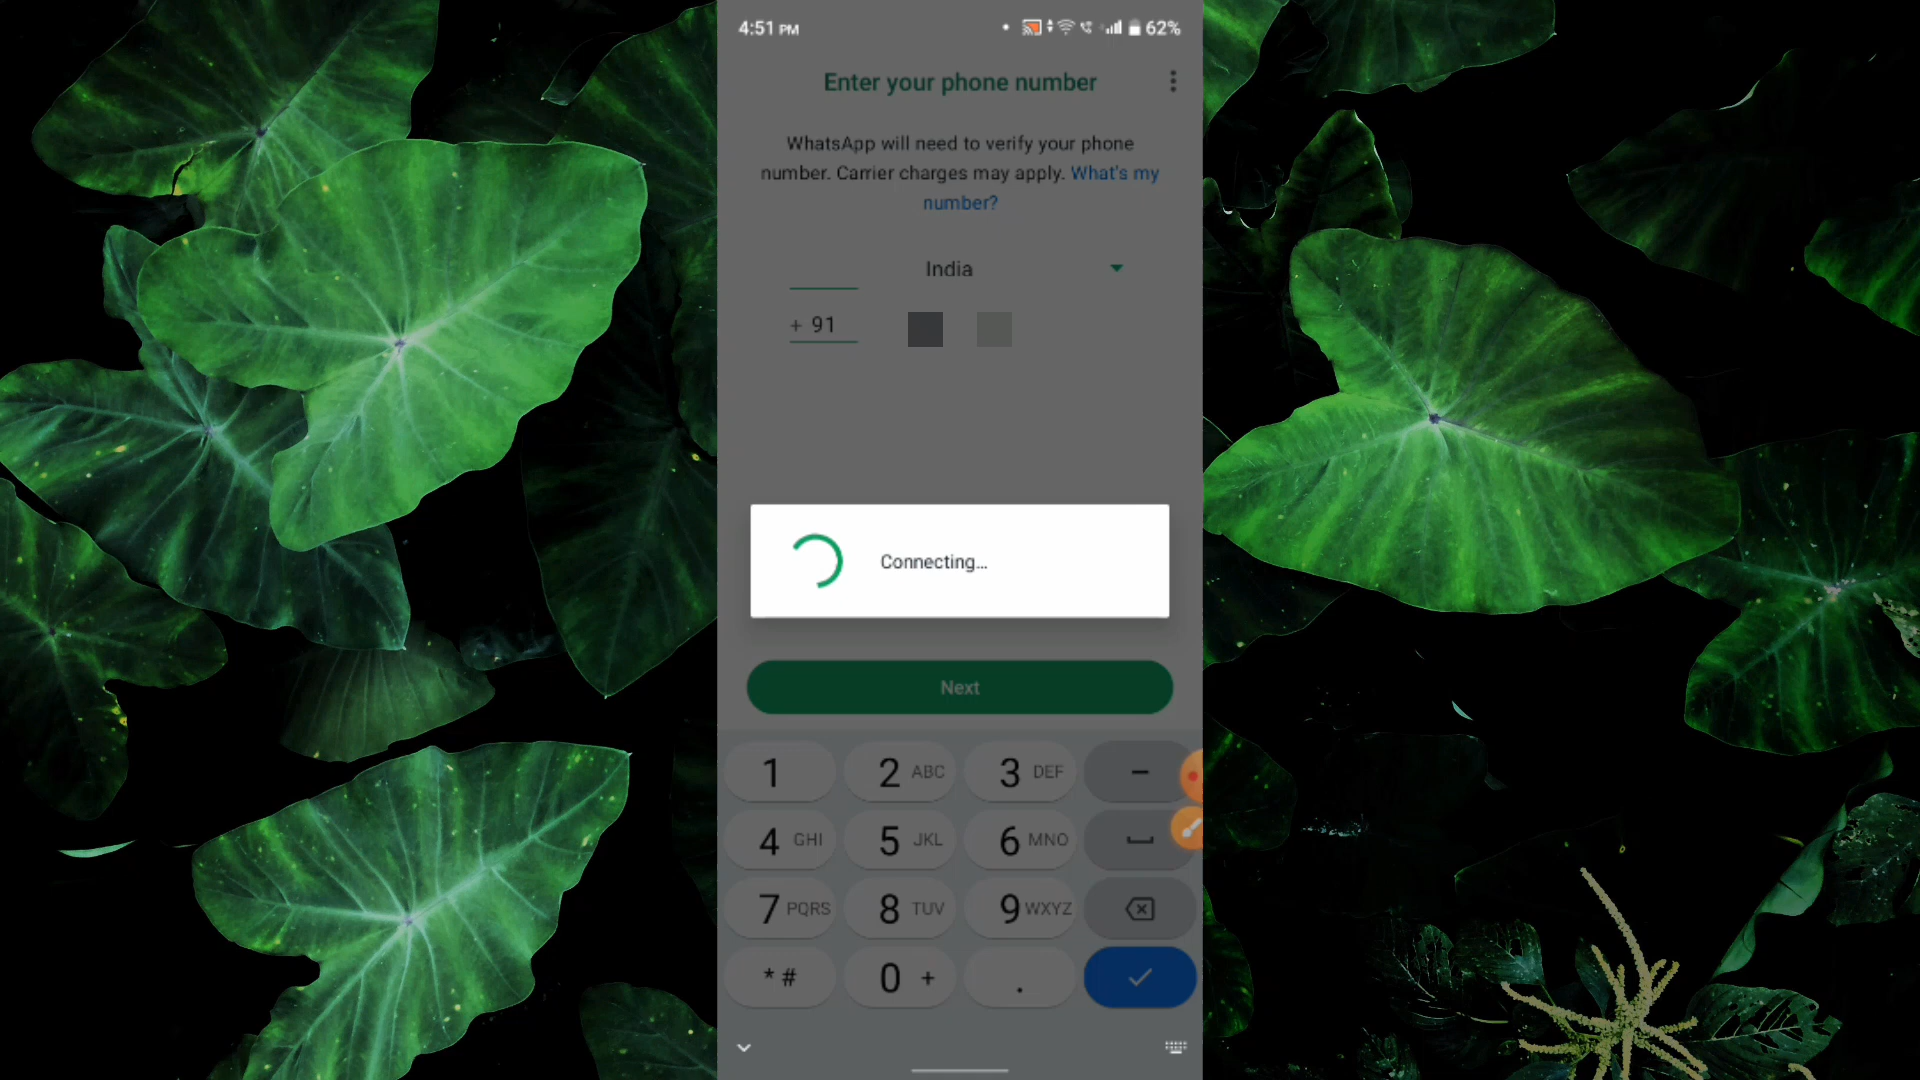 4:51 PM
62%
Enter your phone number
WhatsApp will need to verify your phone
number. Carrier charges may apply. What's my
number?
India
+ 91
Connecting...
Next
1
2 ABC
3 DEF
-
4 GHI
5 JKL
6 MNO
7 PQRS
8 TUV
9 WXYZ
* #
0 +
.